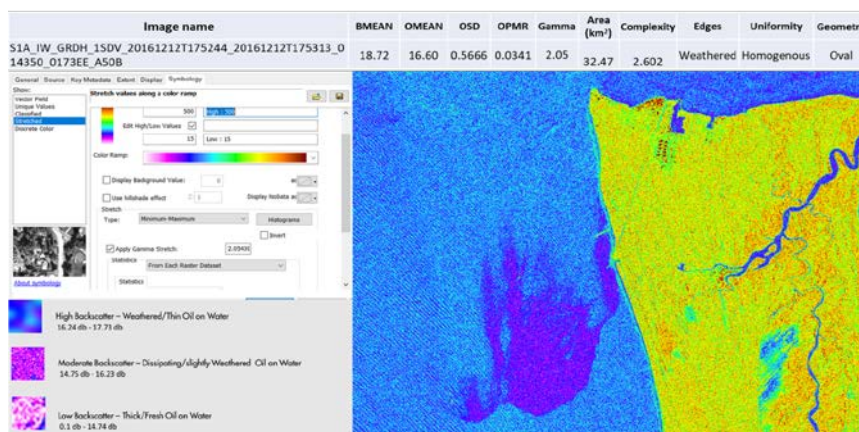 Image name BMEAN OMEAN OSD OPMR Gamma Area (km²) Complexity Edges Uniformity Geometri
S1A_IW_GRDH_1SDV_20161212T175244_20161212T175313_0
14350_0173EE_A50B
18.72 16.60 0.5666 0.0341 2.05 32.47 2.602 Weathered Homogenous Oval
General Source Key Metadata Extent Display Symbology
Show:
Vector Field
Unique Values
Classified
Stretched
Discrete Color
Stretch values along a color ramp
500 High : 500
Edit High/Low Values
15 Low : 15
Color Ramp:
Display Background Value: 0 as
Use hillshade effect Z: Display NoData as
Stretch
Type: Minimum-Maximum Histograms
Invert
Apply Gamma Stretch:
Statistics
From Each Raster Dataset
Statistics
About symbology
High Backscatter – Weathered/Thin Oil on Water
16.24 db - 17.73 db
Moderate Backscatter – Dissipating/slightly Weathered Oil on Water
14.75 db - 16.23 db
Low Backscatter – Thick/Fresh Oil on Water
0.1 db - 14.74 db